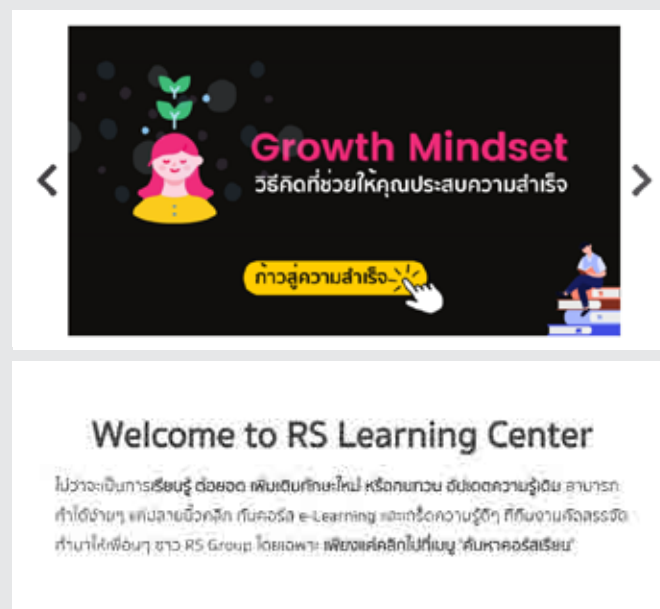 Growth Mindset
วิธีคิดที่ช่วยให้คุณประสบความสำเร็จ
ก้าวสู่ความสำเร็จ
Welcome to RS Learning Center
ไม่ว่าจะเป็นการเรียนรู้ ต่อยอด เพิ่มเติมทักษะใหม่ หรือทบทวน อัปเดตความรู้เดิม สามารถ
ทำได้ง่ายๆ แค่ปลายนิ้วคลิก กับคอร์ส e-Learning และเกร็ดความรู้ดีๆ ที่ทีมงานคัดสรรจัด
ทำมาให้เพื่อนๆ ชาว RS Group โดยเฉพาะ เพียงแค่คลิกไปที่เมนู "ค้นหาคอร์สเรียน"